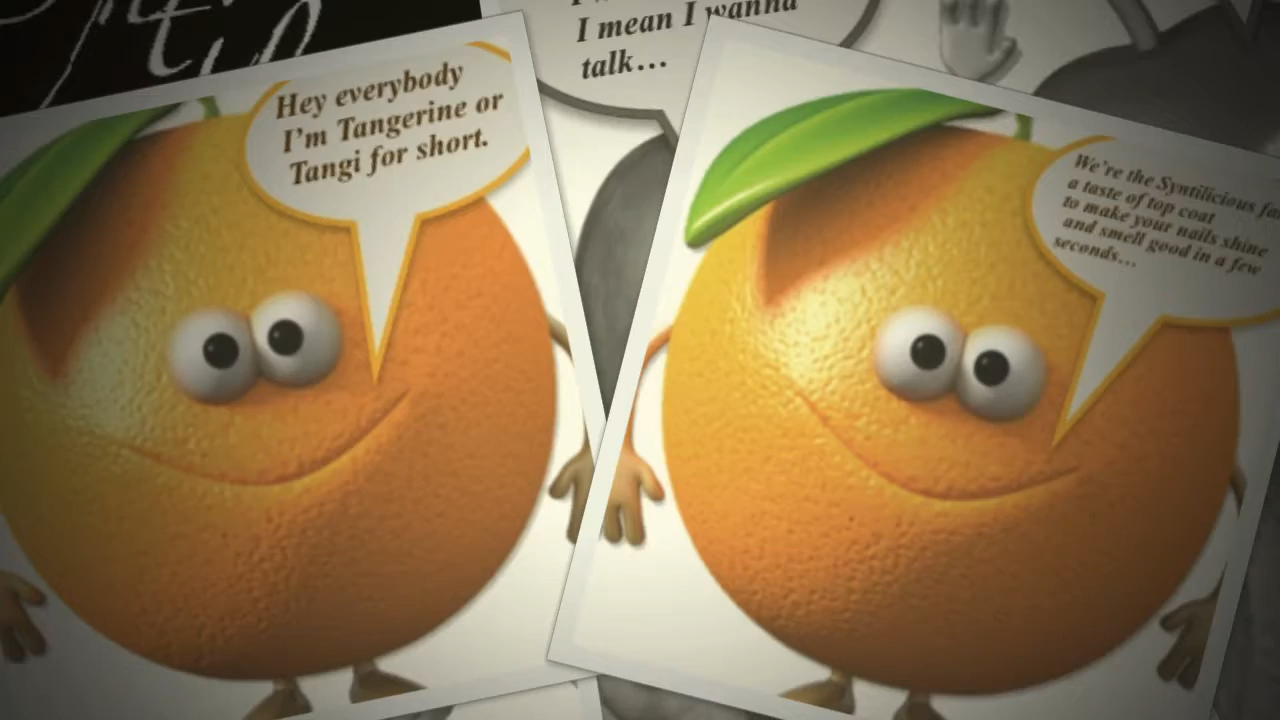 I mean I wanna
talk...
Hey everybody
I'm Tangerine or
Tangi for short.
We're the Syntilicious
a taste of top coat
to make your nails shine
and smell good in a few
seconds...